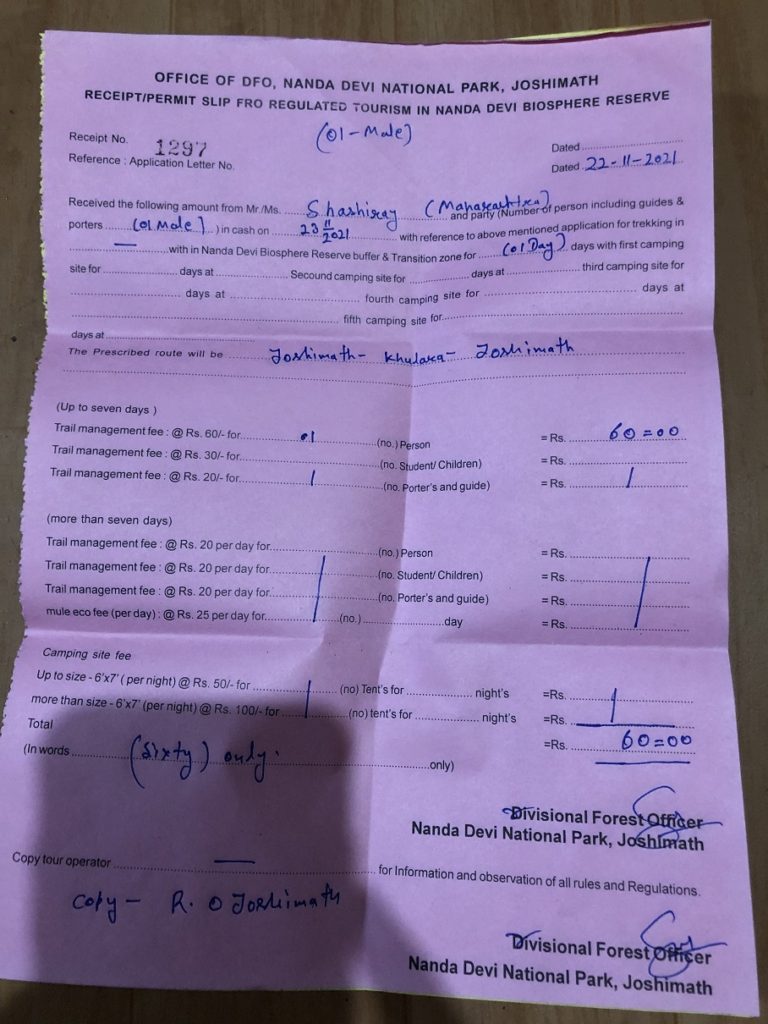 OFFICE OF DFO, NANDA DEVI NATIONAL PARK, JOSHIMATH
RECEIPT/PERMIT SLIP FRO REGULATED TOURISM IN NANDA DEVI BIOSPHERE RESERVE
(01-Male)
Receipt No. 1297 Dated
Reference : Application Letter No. Dated 22-11-2021
Received the following amount from Mr./Ms. Shashiray (Maharashtra) and party (Number of person including guides &
porters (01 Male) ) in cash on 23 11/2021 with reference to above mentioned application for trekking in
— with in Nanda Devi Biosphere Reserve buffer & Transition zone for (01 Day) days with first camping
site for days at Secound camping site for days at third camping site for
days at fourth camping site for days at
fifth camping site for
days at
The Prescribed route will be Joshimath - Khulara - Joshimath
(Up to seven days )
Trail management fee : @ Rs. 60/- for 01 (no.) Person = Rs. 60=00
Trail management fee : @ Rs. 30/- for (no. Student/ Children) = Rs.
Trail management fee : @ Rs. 20/- for (no. Porter's and guide) = Rs.
(more than seven days)
Trail management fee : @ Rs. 20 per day for (no.) Person = Rs.
Trail management fee : @ Rs. 20 per day for (no. Student/ Children) = Rs.
Trail management fee : @ Rs. 20 per day for (no. Porter's and guide) = Rs.
mule eco fee (per day) : @ Rs. 25 per day for (no.) day = Rs.
Camping site fee
Up to size - 6'x7' ( per night) @ Rs. 50/- for (no) Tent's for night's =Rs.
more than size - 6'x7' (per night) @ Rs. 100/- for (no) tent's for night's =Rs.
Total =Rs. 60=00
(In words (Sixty) only. only)
Divisional Forest Officer
Nanda Devi National Park, Joshimath
Copy tour operator — for Information and observation of all rules and Regulations.
Copy - R. O Joshimath
Divisional Forest Officer
Nanda Devi National Park, Joshimath